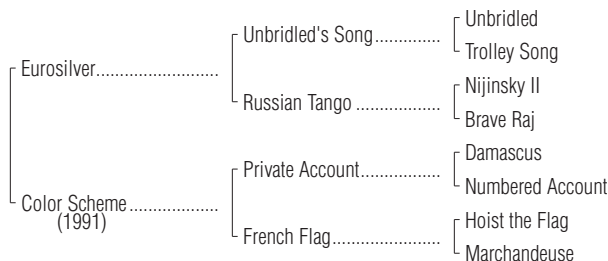 Unbridled
Unbridled's Song...............
Trolley Song
Eurosilver............................
Nijinsky II
Russian Tango ..................
Brave Raj
Damascus
Private Account..................
Numbered Account
Color Scheme.....................
(1991)
Hoist the Flag
French Flag.........................
Marchandeuse